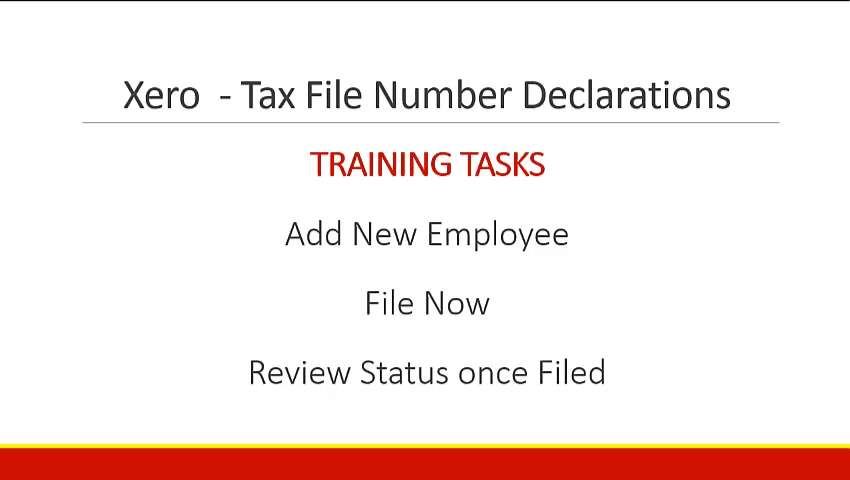 Xero  - Tax File Number Declarations
TRAINING TASKS
Add New Employee
File Now
Review Status once Filed